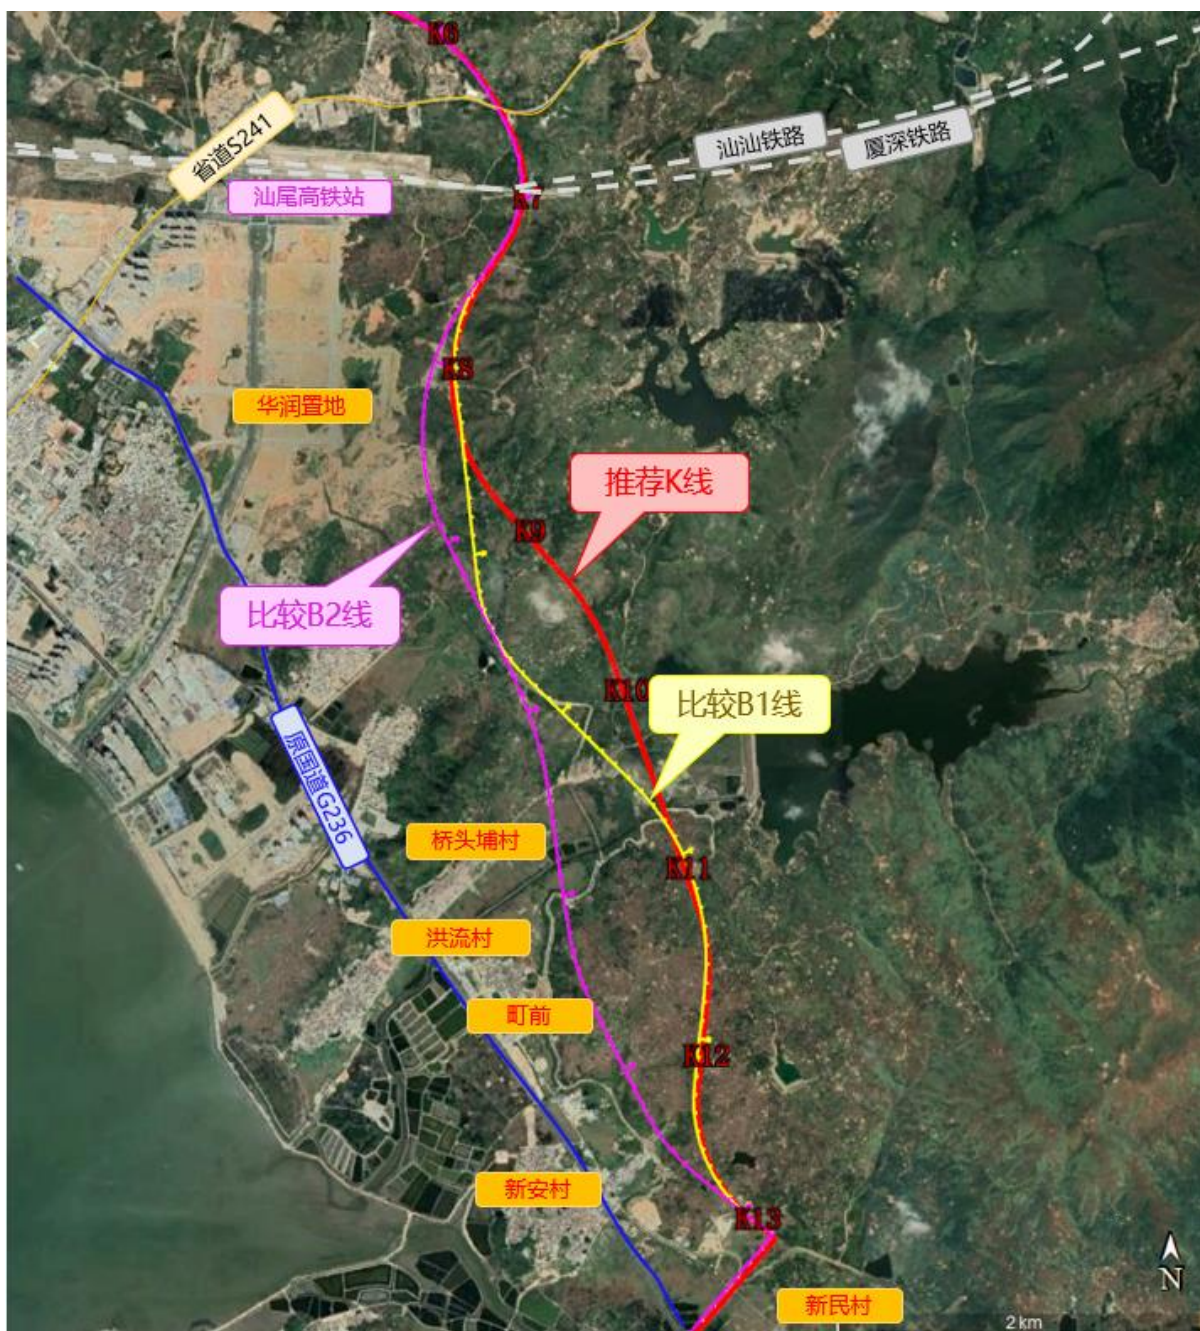 K6
省道S241
汕汕铁路
厦深铁路
汕尾高铁站
K7
K8
华润置地
推荐K线
K9
比较B2线
K10
比较B1线
原国道G236
桥头埔村
K11
洪流村
町前
K12
新安村
K13
新民村
N
2 km